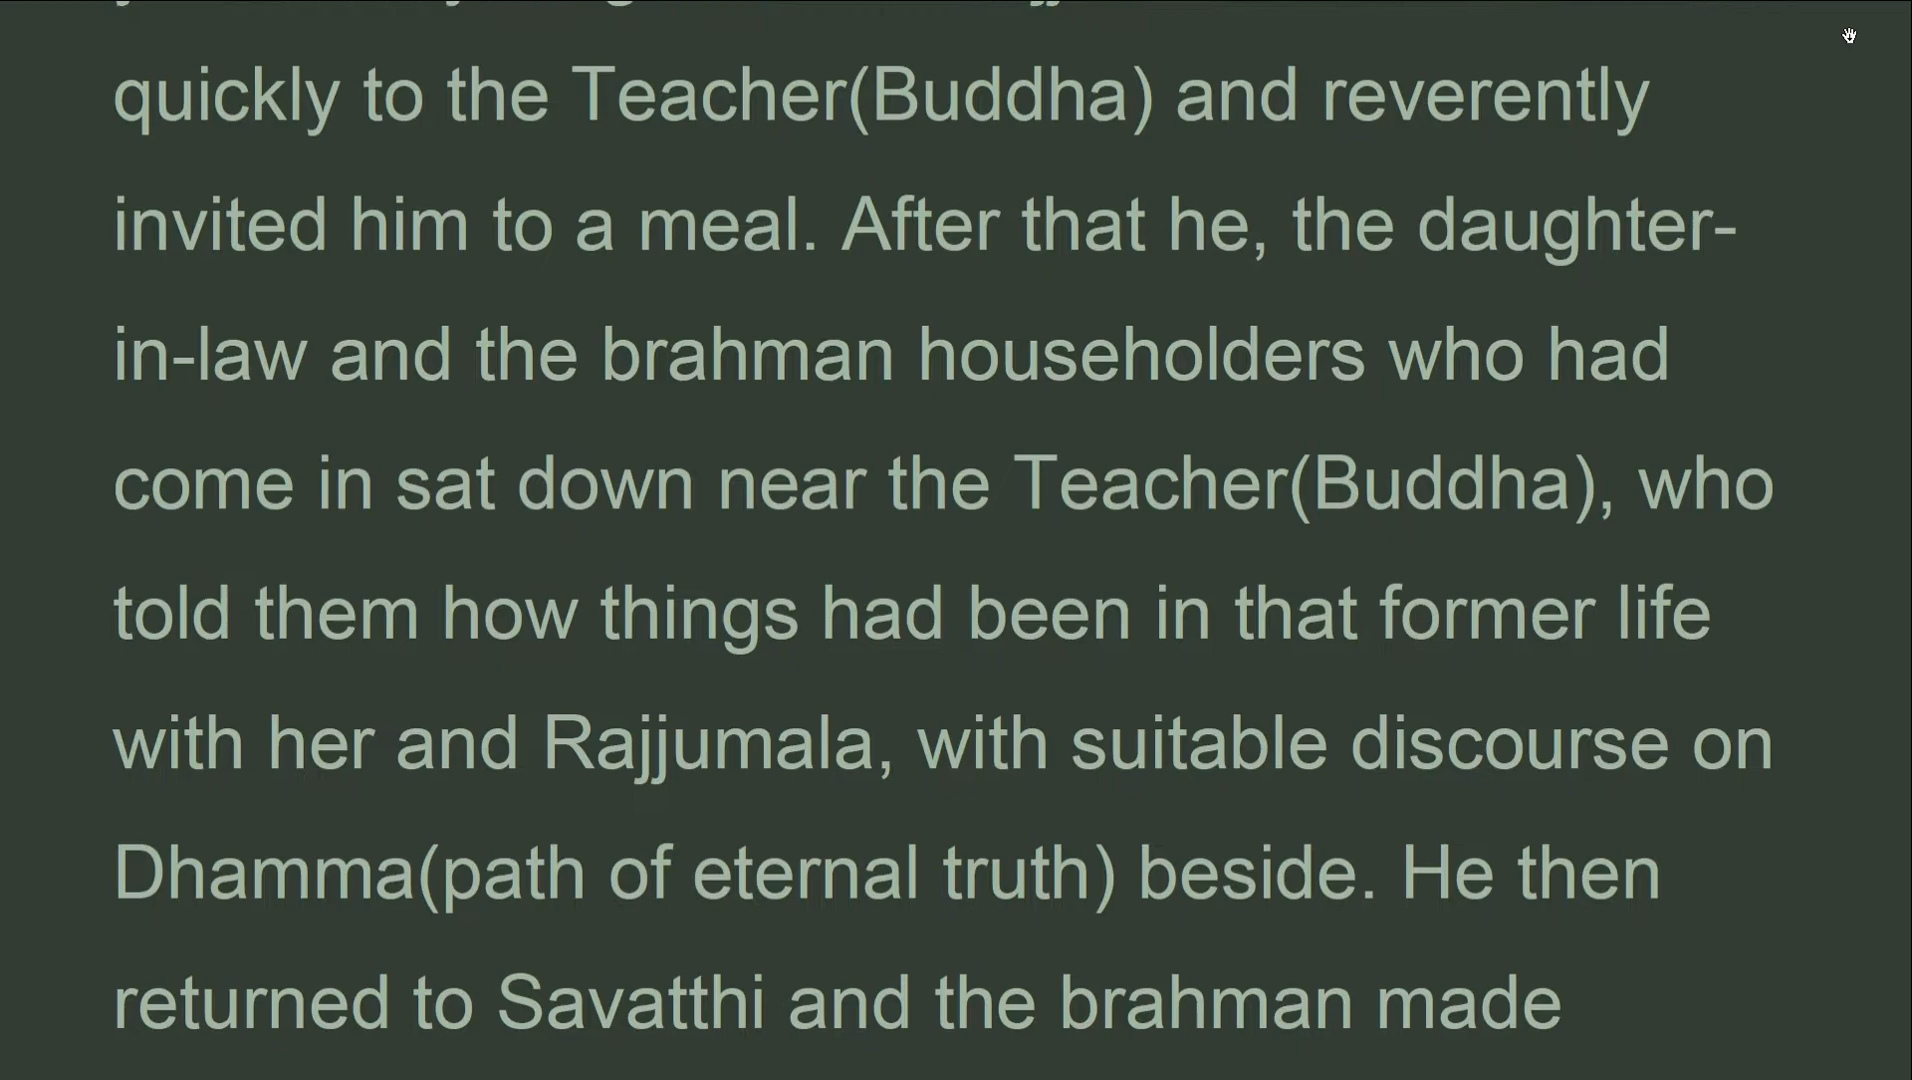 quickly to the Teacher(Buddha) and reverently
invited him to a meal. After that he, the daughter-
in-law and the brahman householders who had
come in sat down near the Teacher(Buddha), who
told them how things had been in that former life
with her and Rajjumala, with suitable discourse on
Dhamma(path of eternal truth) beside. He then
returned to Savatthi and the brahman made